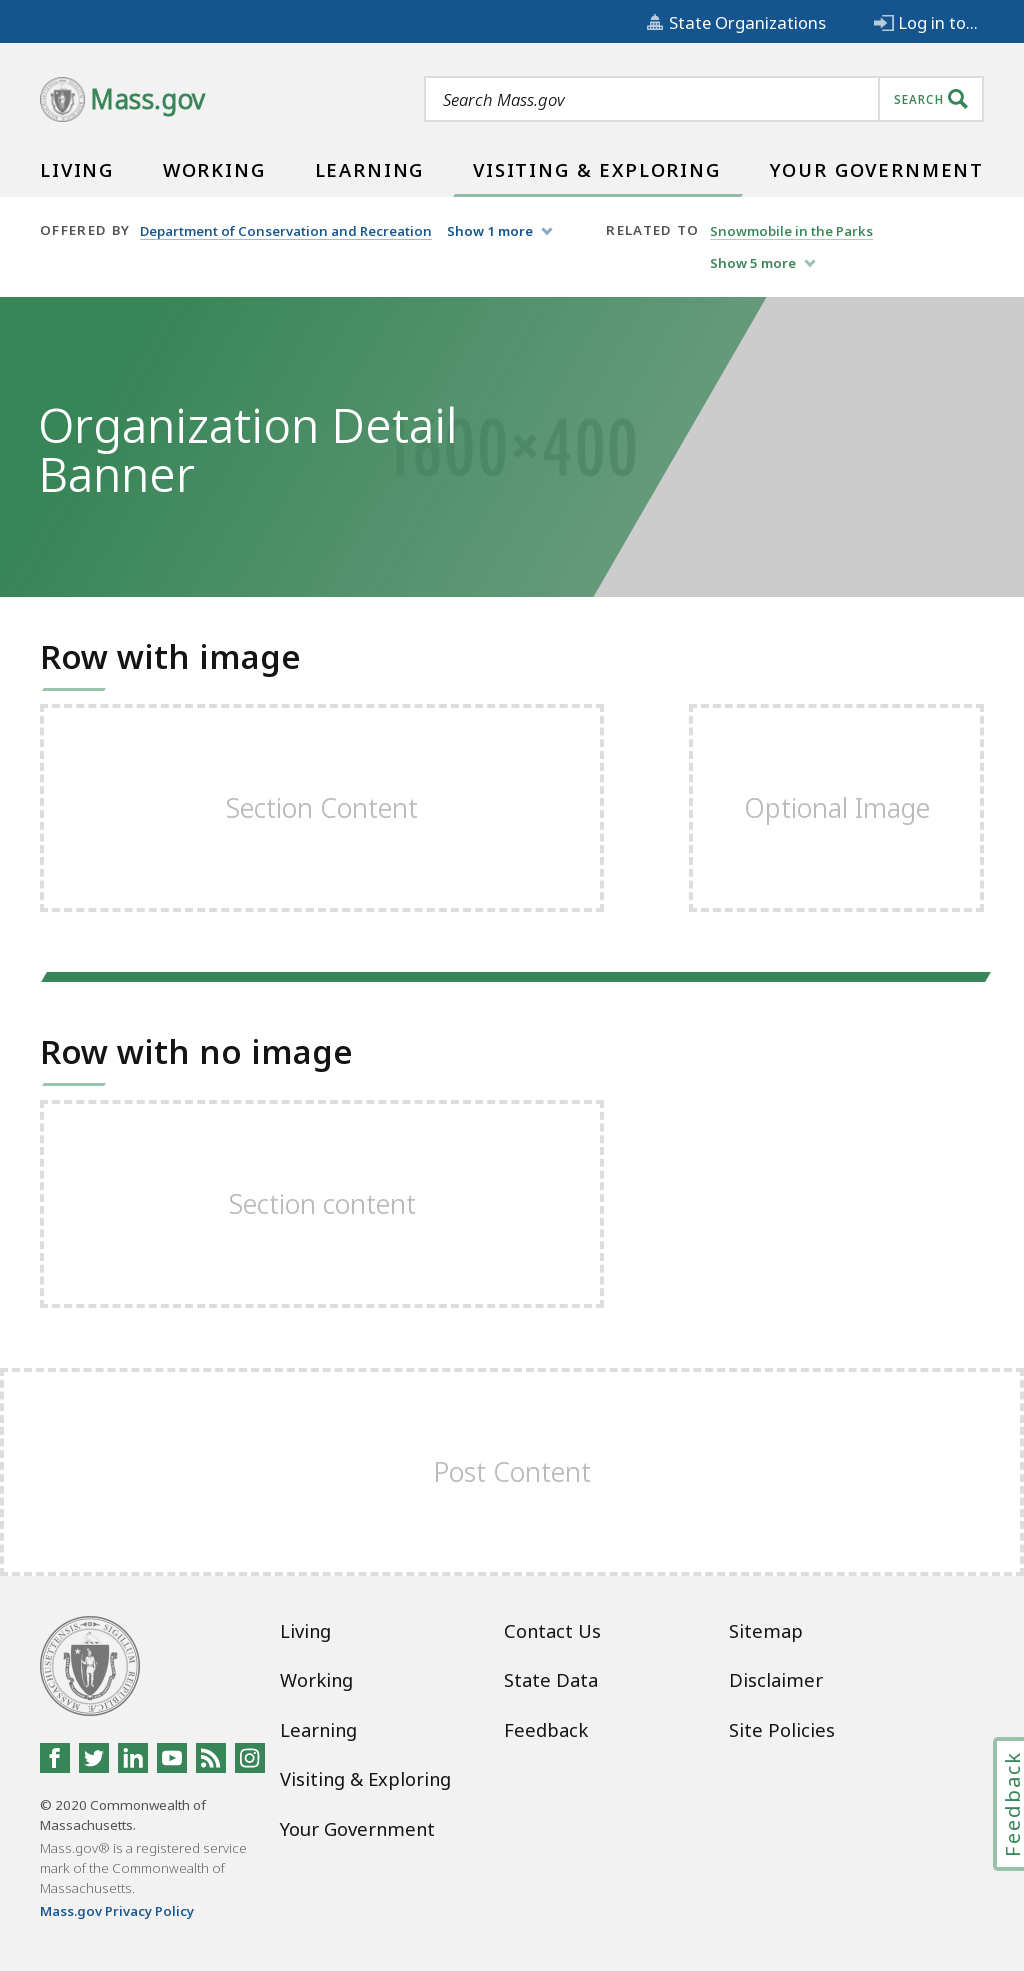 State Organizations
Log in to...
Mass.gov
Search Mass.gov
SEARCH
LIVING
WORKING
LEARNING
VISITING & EXPLORING
YOUR GOVERNMENT
OFFERED BY
Department of Conservation and Recreation
Show 1 more
RELATED TO
Snowmobile in the Parks
Show 5 more
Organization Detail
Banner
1600×400
Row with image
Section Content
Optional Image
Row with no image
Section content
Post Content
Living
Working
Learning
Visiting & Exploring
Your Government
Contact Us
State Data
Feedback
Sitemap
Disclaimer
Site Policies
© 2020 Commonwealth of
Massachusetts.
Mass.gov® is a registered service
mark of the Commonwealth of
Massachusetts.
Mass.gov Privacy Policy
Feedback